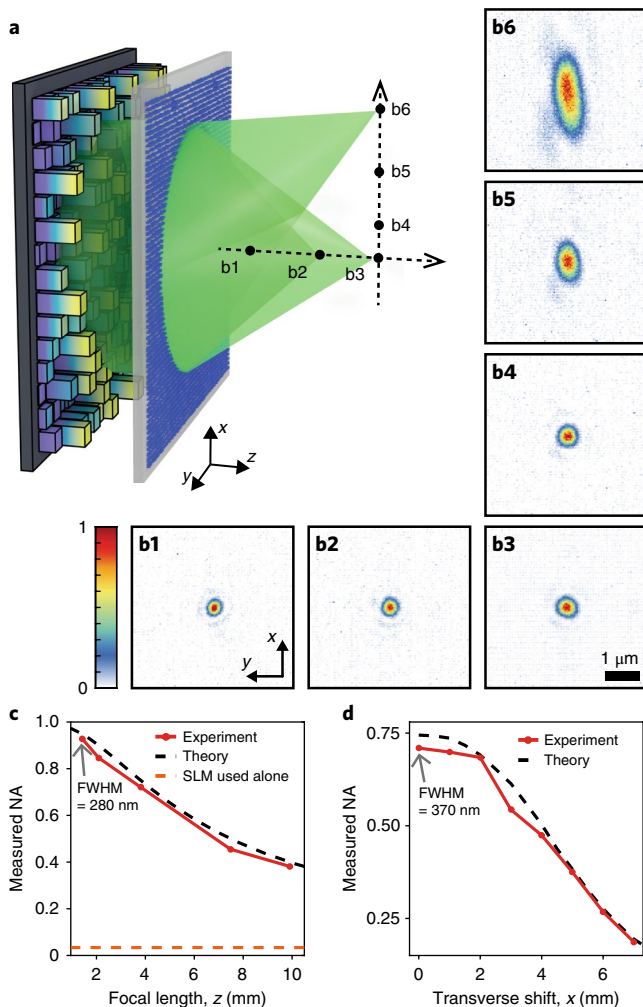 a
b6
b5
b4
b1
b2
b3
x
y
z
b6
b5
b4
1
0
b1
x
y
b2
b3
1 μm
c
1.0
0.8
0.6
0.4
0.2
0
2
4
6
8
10
Measured NA
Focal length, z (mm)
Experiment
Theory
SLM used alone
FWHM
= 280 nm
d
0.75
0.50
0.25
0
2
4
6
Measured NA
Transverse shift, x (mm)
Experiment
Theory
FWHM
= 370 nm